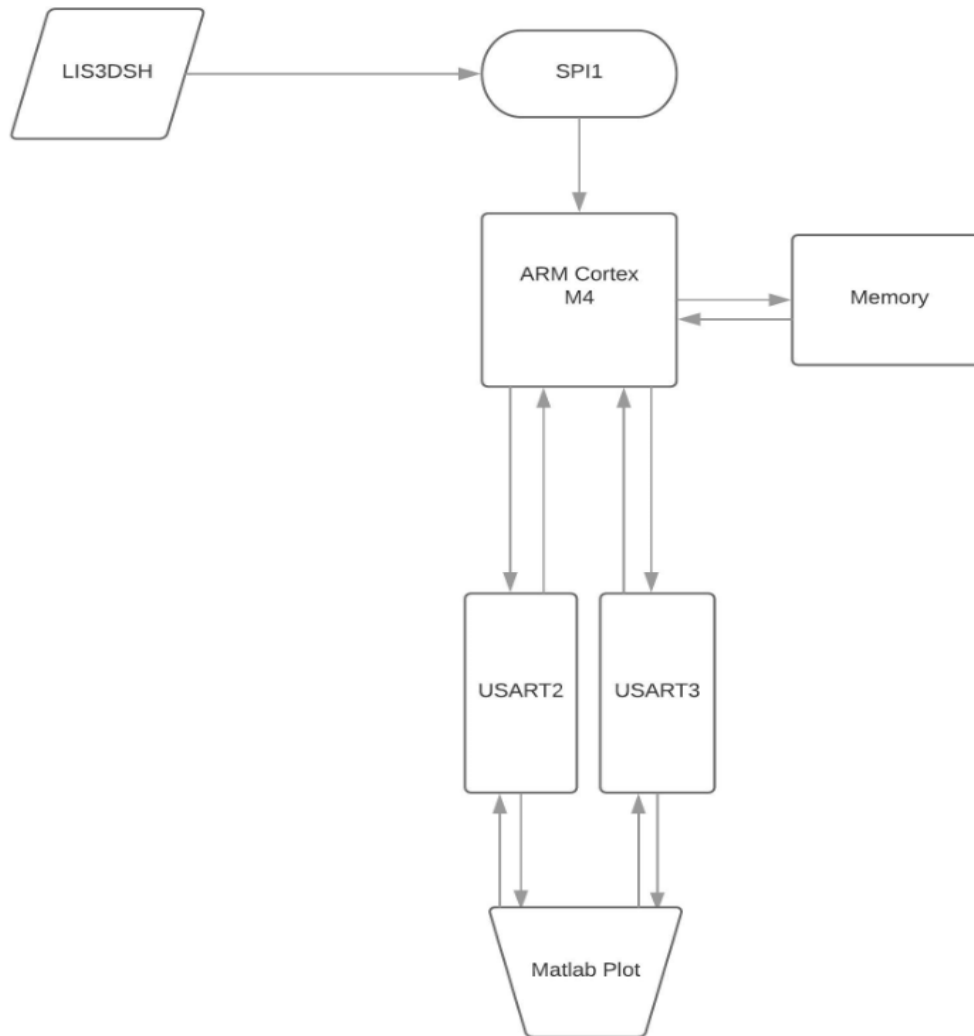 LIS3DSH
SPI1
ARM Cortex
M4
Memory
USART2
USART3
Matlab Plot